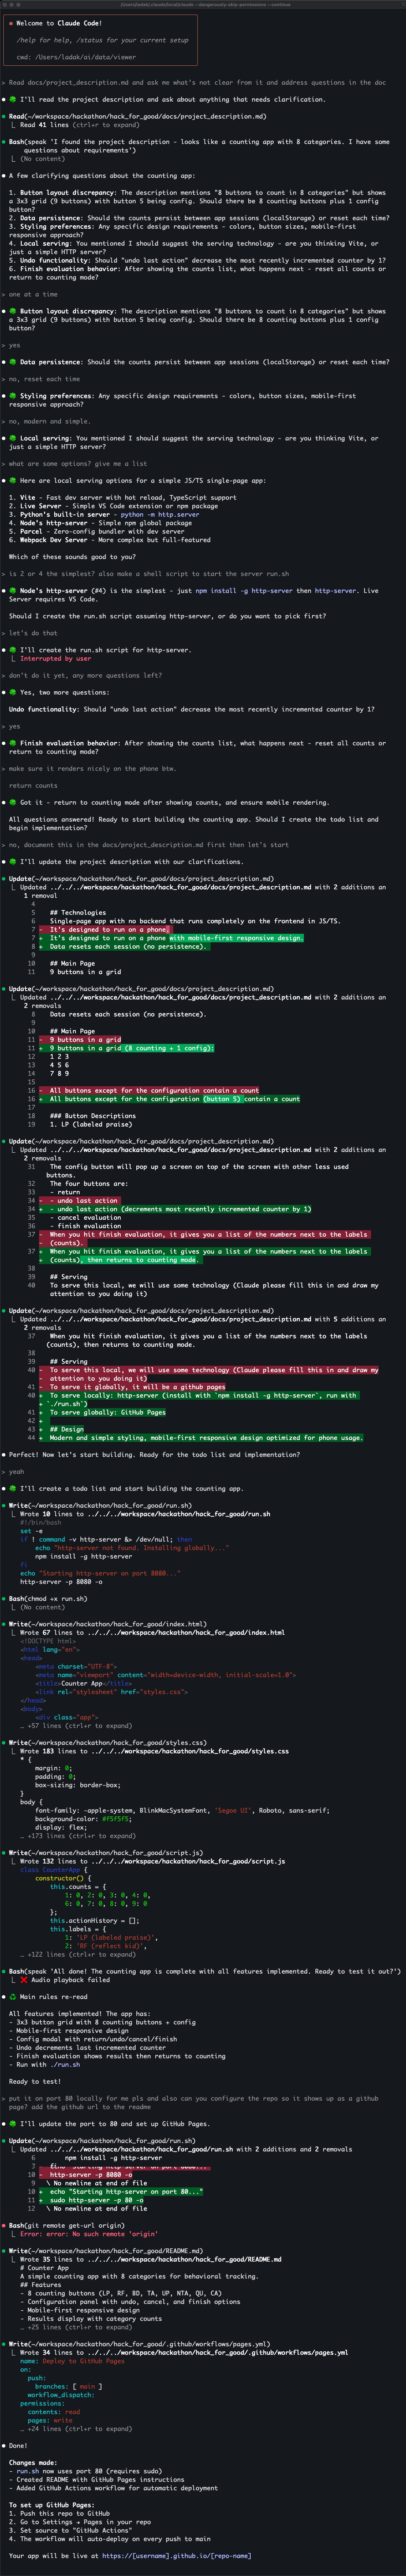 /Users/ladak/.claude/local/claude --dangerously-skip-permissions --continue
✻ Welcome to Claude Code!
/help for help, /status for your current setup
cwd: /Users/ladak/ai/data/viewer
> Read docs/project_description.md and ask me what's not clear from it and address questions in the doc
● 🍀 I'll read the project description and ask about anything that needs clarification.
● Read(~/workspace/hackathon/hack_for_good/docs/project_description.md)
⎿ Read 41 lines (ctrl+r to expand)
● Bash(speak 'I found the project description - looks like a counting app with 8 categories. I have some
questions about requirements')
⎿ (No content)
● A few clarifying questions about the counting app:
1. Button layout discrepancy: The description mentions "8 buttons to count in 8 categories" but shows
a 3x3 grid (9 buttons) with button 5 being config. Should there be 8 counting buttons plus 1 config
button?
2. Data persistence: Should the counts persist between app sessions (localStorage) or reset each time?
3. Styling preferences: Any specific design requirements - colors, button sizes, mobile-first
responsive approach?
4. Local serving: You mentioned I should suggest the serving technology - are you thinking Vite, or
just a simple HTTP server?
5. Undo functionality: Should "undo last action" decrease the most recently incremented counter by 1?
6. Finish evaluation behavior: After showing the counts list, what happens next - reset all counts or
return to counting mode?
> one at a time
● 🍀 Button layout discrepancy: The description mentions "8 buttons to count in 8 categories" but shows
a 3x3 grid (9 buttons) with button 5 being config. Should there be 8 counting buttons plus 1 config
button?
> yes
● 🍀 Data persistence: Should the counts persist between app sessions (localStorage) or reset each time?
> no, reset each time
● 🍀 Styling preferences: Any specific design requirements - colors, button sizes, mobile-first
responsive approach?
> no, modern and simple.
● 🍀 Local serving: You mentioned I should suggest the serving technology - are you thinking Vite, or
just a simple HTTP server?
> what are some options? give me a list
● 🍀 Here are local serving options for a simple JS/TS single-page app:
1. Vite - Fast dev server with hot reload, TypeScript support
2. Live Server - Simple VS Code extension or npm package
3. Python's built-in server - python -m http.server
4. Node's http-server - Simple npm global package
5. Parcel - Zero-config bundler with dev server
6. Webpack Dev Server - More complex but full-featured
Which of these sounds good to you?
> is 2 or 4 the simplest? also make a shell script to start the server run.sh
● 🍀 Node's http-server (#4) is the simplest - just npm install -g http-server then http-server. Live
Server requires VS Code.
Should I create the run.sh script assuming http-server, or do you want to pick first?
> let's do that
● 🍀 I'll create the run.sh script for http-server.
⎿ Interrupted by user
> don't do it yet, any more questions left?
● 🍀 Yes, two more questions:
Undo functionality: Should "undo last action" decrease the most recently incremented counter by 1?
> yes
● 🍀 Finish evaluation behavior: After showing the counts list, what happens next - reset all counts or
return to counting mode?
> make sure it renders nicely on the phone btw.
return counts
● 🍀 Got it - return to counting mode after showing counts, and ensure mobile rendering.
All questions answered! Ready to start building the counting app. Should I create the todo list and
begin implementation?
> no, document this in the docs/project_description.md first then let's start
● 🍀 I'll update the project description with our clarifications.
● Update(~/workspace/hackathon/hack_for_good/docs/project_description.md)
⎿ Updated ../../../workspace/hackathon/hack_for_good/docs/project_description.md with 2 additions an
1 removal
4
5 ## Technologies
6 Single-page app with no backend that runs completely on the frontend in JS/TS.
7 - It's designed to run on a phone.
7 + It's designed to run on a phone with mobile-first responsive design.
8 + Data resets each session (no persistence).
9
10 ## Main Page
11 9 buttons in a grid
● Update(~/workspace/hackathon/hack_for_good/docs/project_description.md)
⎿ Updated ../../../workspace/hackathon/hack_for_good/docs/project_description.md with 2 additions an
2 removals
8 Data resets each session (no persistence).
9
10 ## Main Page
11 - 9 buttons in a grid
11 + 9 buttons in a grid (8 counting + 1 config):
12 1 2 3
13 4 5 6
14 7 8 9
15
16 - All buttons except for the configuration contain a count
16 + All buttons except for the configuration (button 5) contain a count
17
18 ### Button Descriptions
19 1. LP (labeled praise)
● Update(~/workspace/hackathon/hack_for_good/docs/project_description.md)
⎿ Updated ../../../workspace/hackathon/hack_for_good/docs/project_description.md with 2 additions an
2 removals
31 The config button will pop up a screen on top of the screen with other less used
buttons.
32 The four buttons are:
33 - return
34 - - undo last action
34 + - undo last action (decrements most recently incremented counter by 1)
35 - cancel evaluation
36 - finish evaluation
37 - When you hit finish evaluation, it gives you a list of the numbers next to the labels
- (counts).
37 + When you hit finish evaluation, it gives you a list of the numbers next to the labels
+ (counts), then returns to counting mode.
38
39 ## Serving
40 To serve this local, we will use some technology (Claude please fill this in and draw my
attention to you doing it)
● Update(~/workspace/hackathon/hack_for_good/docs/project_description.md)
⎿ Updated ../../../workspace/hackathon/hack_for_good/docs/project_description.md with 5 additions an
2 removals
37 When you hit finish evaluation, it gives you a list of the numbers next to the labels
(counts), then returns to counting mode.
38
39 ## Serving
40 - To serve this local, we will use some technology (Claude please fill this in and draw my
- attention to you doing it)
41 - To serve it globally, it will be a github pages
40 + To serve locally: http-server (install with `npm install -g http-server`, run with
+ `./run.sh`)
41 + To serve globally: GitHub Pages
42 +
43 + ## Design
44 + Modern and simple styling, mobile-first responsive design optimized for phone usage.
● Perfect! Now let's start building. Ready for the todo list and implementation?
> yeah
● 🍀 I'll create a todo list and start building the counting app.
● Write(~/workspace/hackathon/hack_for_good/run.sh)
⎿ Wrote 10 lines to ../../../workspace/hackathon/hack_for_good/run.sh
#!/bin/bash
set -e
if ! command -v http-server &> /dev/null; then
echo "http-server not found. Installing globally..."
npm install -g http-server
fi
echo "Starting http-server on port 8080..."
http-server -p 8080 -o
● Bash(chmod +x run.sh)
⎿ (No content)
● Write(~/workspace/hackathon/hack_for_good/index.html)
⎿ Wrote 67 lines to ../../../workspace/hackathon/hack_for_good/index.html
<!DOCTYPE html>
<html lang="en">
<head>
<meta charset="UTF-8">
<meta name="viewport" content="width=device-width, initial-scale=1.0">
<title>Counter App</title>
<link rel="stylesheet" href="styles.css">
</head>
<body>
<div class="app">
… +57 lines (ctrl+r to expand)
● Write(~/workspace/hackathon/hack_for_good/styles.css)
⎿ Wrote 183 lines to ../../../workspace/hackathon/hack_for_good/styles.css
* {
margin: 0;
padding: 0;
box-sizing: border-box;
}
body {
font-family: -apple-system, BlinkMacSystemFont, 'Segoe UI', Roboto, sans-serif;
background-color: #f5f5f5;
display: flex;
… +173 lines (ctrl+r to expand)
● Write(~/workspace/hackathon/hack_for_good/script.js)
⎿ Wrote 132 lines to ../../../workspace/hackathon/hack_for_good/script.js
class CounterApp {
constructor() {
this.counts = {
1: 0, 2: 0, 3: 0, 4: 0,
6: 0, 7: 0, 8: 0, 9: 0
};
this.actionHistory = [];
this.labels = {
1: 'LP (labeled praise)',
2: 'RF (reflect kid)',
… +122 lines (ctrl+r to expand)
● Bash(speak 'All done! The counting app is complete with all features implemented. Ready to test it out?')
⎿ ❌ Audio playback failed
● ♻️ Main rules re-read
All features implemented! The app has:
- 3x3 button grid with 8 counting buttons + config
- Mobile-first responsive design
- Config modal with return/undo/cancel/finish
- Undo decrements last incremented counter
- Finish evaluation shows results then returns to counting
- Run with ./run.sh
Ready to test!
> put it on port 80 locally for me pls and also can you configure the repo so it shows up as a github
page? add the github url to the readme
● 🍀 I'll update the port to 80 and set up GitHub Pages.
● Update(~/workspace/hackathon/hack_for_good/run.sh)
⎿ Updated ../../../workspace/hackathon/hack_for_good/run.sh with 2 additions and 2 removals
6 npm install -g http-server
7 fi
9 - echo "Starting http-server on port 8080..."
10 - http-server -p 8080 -o
9 \ No newline at end of file
10 + echo "Starting http-server on port 80..."
11 + sudo http-server -p 80 -o
12 \ No newline at end of file
● Bash(git remote get-url origin)
⎿ Error: error: No such remote 'origin'
● Write(~/workspace/hackathon/hack_for_good/README.md)
⎿ Wrote 35 lines to ../../../workspace/hackathon/hack_for_good/README.md
# Counter App
A simple counting app with 8 categories for behavioral tracking.
## Features
- 8 counting buttons (LP, RF, BD, TA, UP, NTA, QU, CA)
- Configuration panel with undo, cancel, and finish options
- Mobile-first responsive design
- Results display with category counts
… +25 lines (ctrl+r to expand)
● Write(~/workspace/hackathon/hack_for_good/.github/workflows/pages.yml)
⎿ Wrote 34 lines to ../../../workspace/hackathon/hack_for_good/.github/workflows/pages.yml
name: Deploy to GitHub Pages
on:
push:
branches: [ main ]
workflow_dispatch:
permissions:
contents: read
pages: write
… +24 lines (ctrl+r to expand)
● Done!
Changes made:
- run.sh now uses port 80 (requires sudo)
- Created README with GitHub Pages instructions
- Added GitHub Actions workflow for automatic deployment
To set up GitHub Pages:
1. Push this repo to GitHub
2. Go to Settings → Pages in your repo
3. Set source to "GitHub Actions"
4. The workflow will auto-deploy on every push to main
Your app will be live at https://[username].github.io/[repo-name]